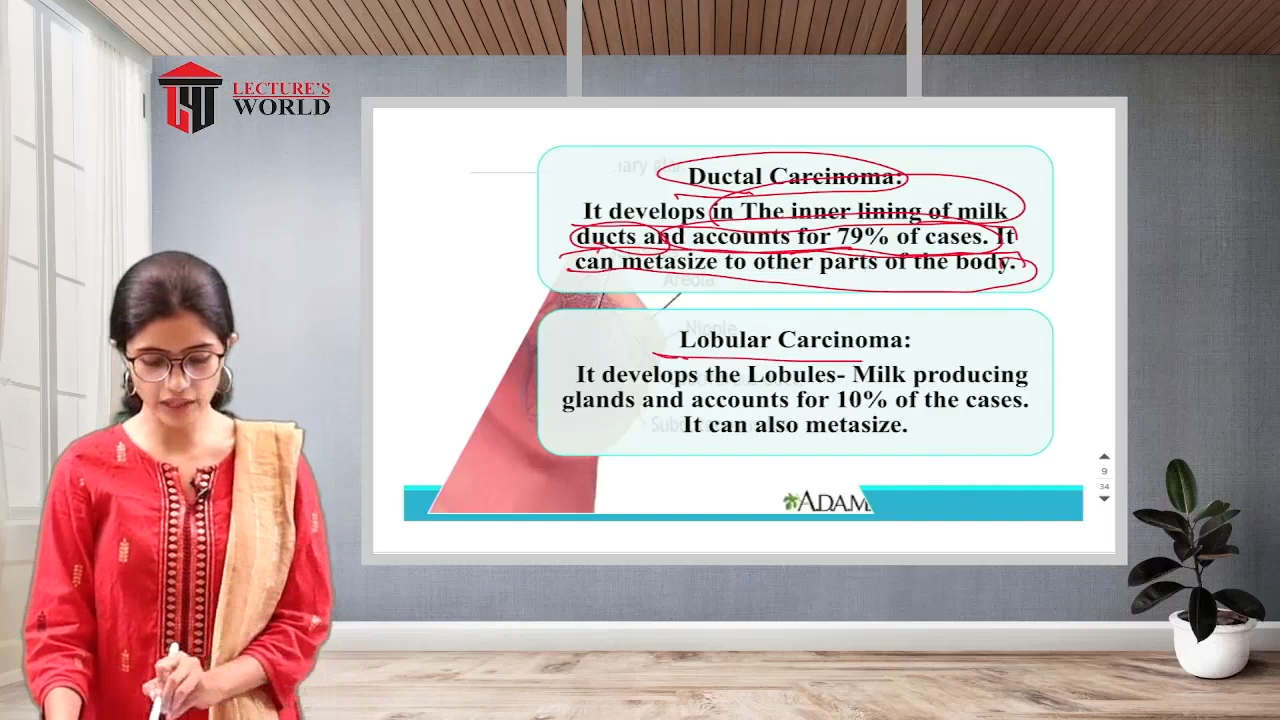 LECTURE'S
WORLD
Ductal Carcinoma:
It develops in The inner lining of milk
ducts and accounts for 79% of cases. It
can metasize to other parts of the body.
Areola
Nipple
Lobular Carcinoma:
It develops the Lobules- Milk producing
glands and accounts for 10% of the cases.
It can also metasize.
9
34